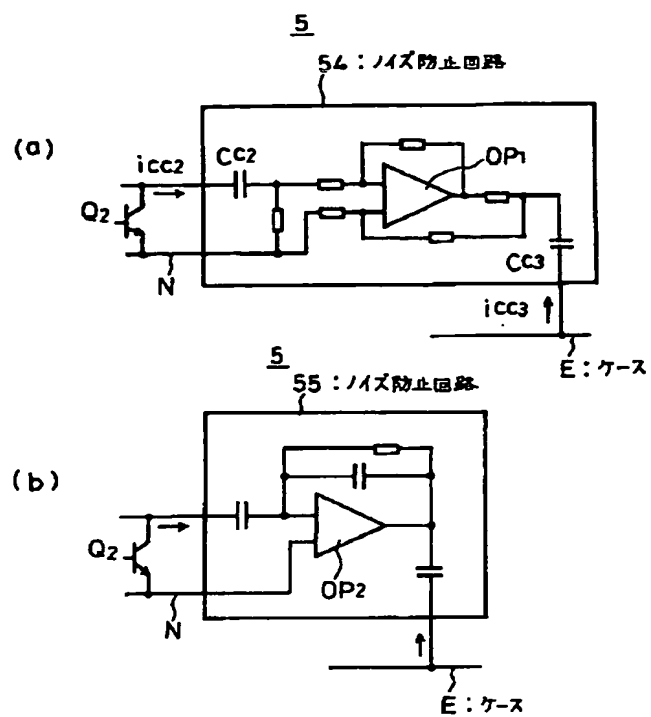 5
54：ノイズ防止回路
(a)
icc2
Cc2
OP1
Q2
N
Cc3
icc3
E：ケース
5
55：ノイズ防止回路
(b)
Q2
OP2
N
E：ケース